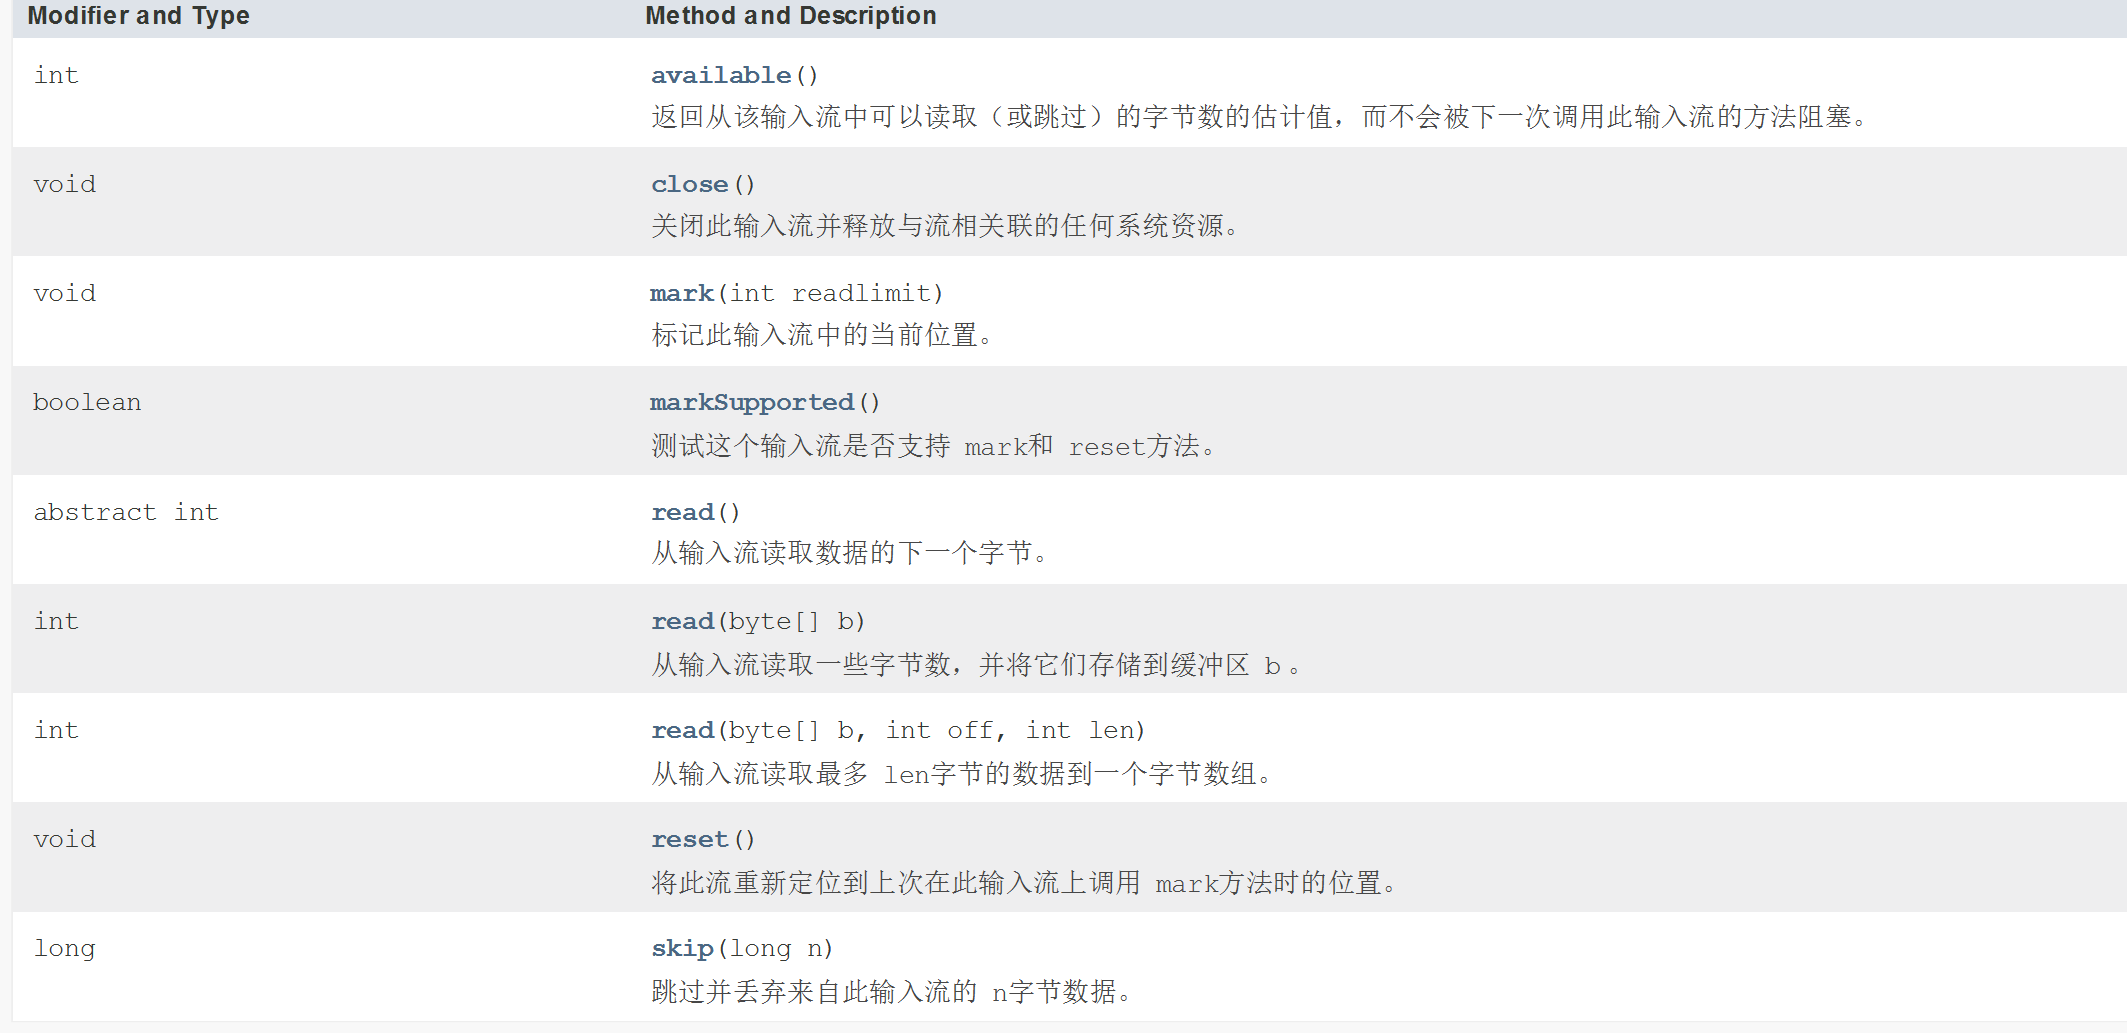 Modifier and Type Method and Description
int available()
返回从该输入流中可以读取（或跳过）的字节数的估计值，而不会被下一次调用此输入流的方法阻塞。
void close()
关闭此输入流并释放与流相关联的任何系统资源。
void mark(int readlimit)
标记此输入流中的当前位置。
boolean markSupported()
测试这个输入流是否支持 mark和 reset方法。
abstract int read()
从输入流读取数据的下一个字节。
int read(byte[] b)
从输入流读取一些字节数，并将它们存储到缓冲区 b 。
int read(byte[] b, int off, int len)
从输入流读取最多 len字节的数据到一个字节数组。
void reset()
将此流重新定位到上次在此输入流上调用 mark方法时的位置。
long skip(long n)
跳过并丢弃来自此输入流的 n字节数据。